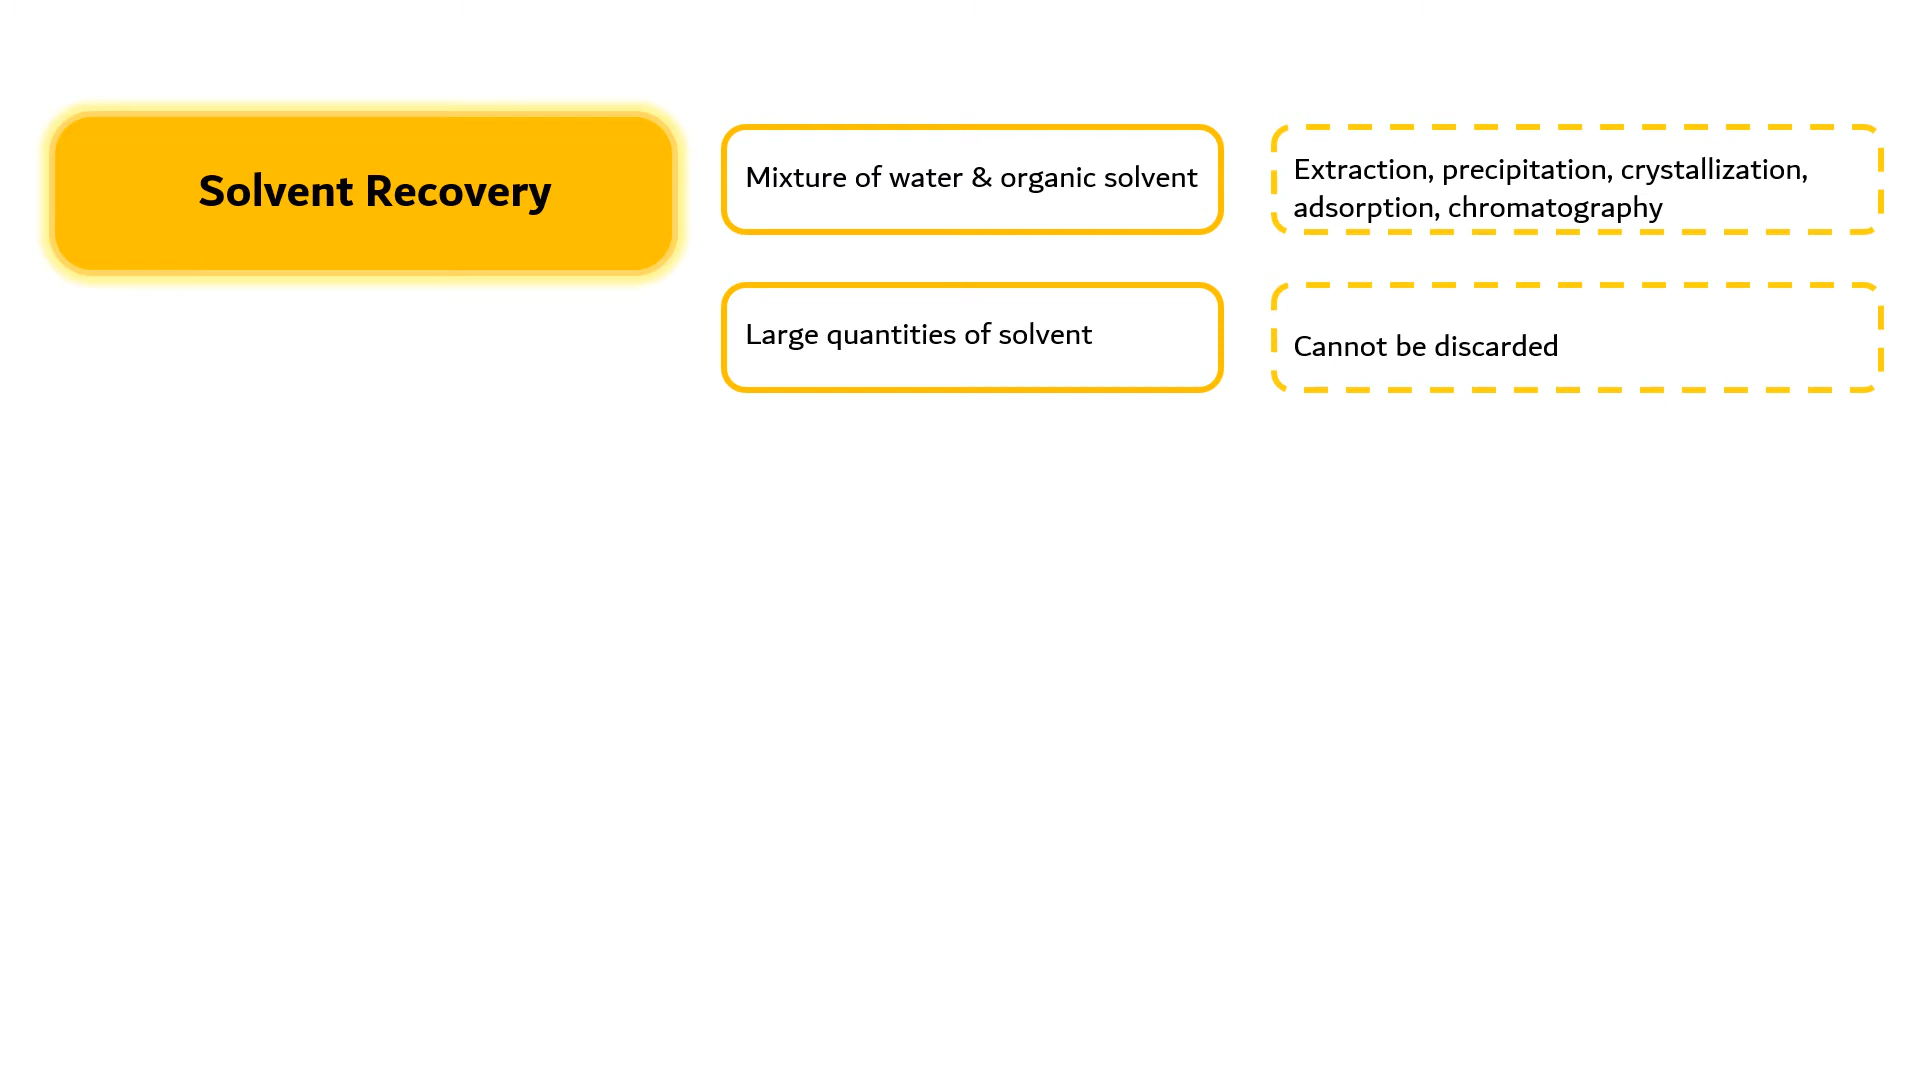 Solvent Recovery
Mixture of water & organic solvent
Extraction, precipitation, crystallization,
adsorption, chromatography
Large quantities of solvent
Cannot be discarded